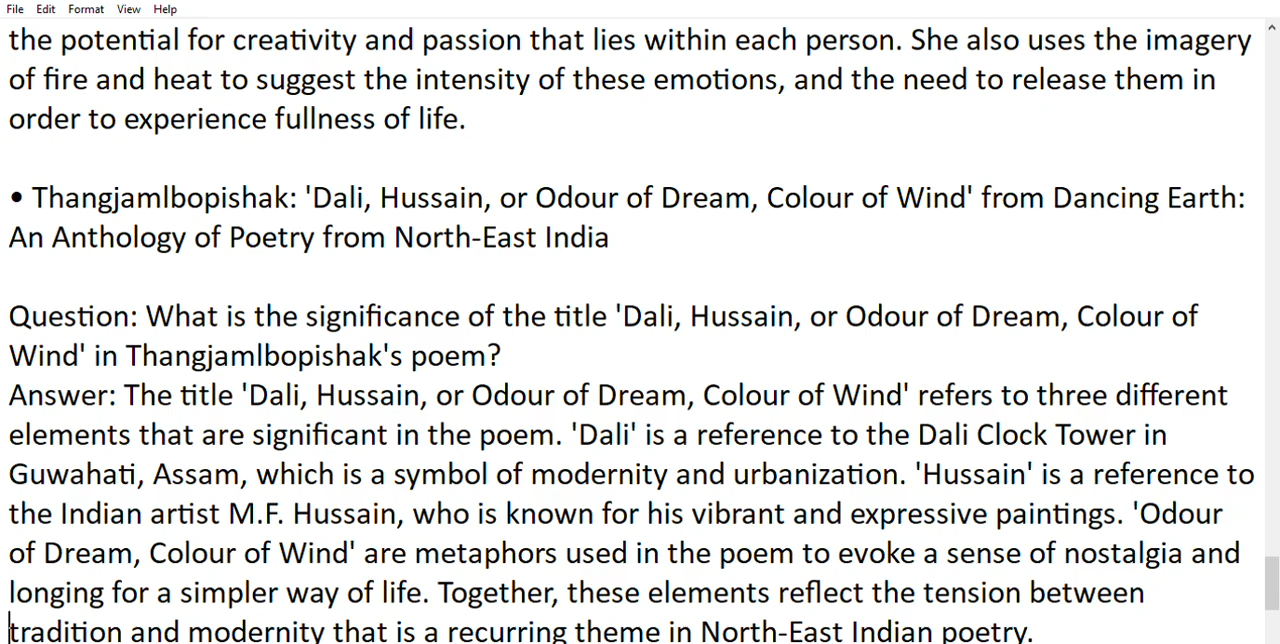 File Edit Format View Help
the potential for creativity and passion that lies within each person. She also uses the imagery
of fire and heat to suggest the intensity of these emotions, and the need to release them in
order to experience fullness of life.
• Thangjamlbopishak: 'Dali, Hussain, or Odour of Dream, Colour of Wind' from Dancing Earth:
An Anthology of Poetry from North-East India
Question: What is the significance of the title 'Dali, Hussain, or Odour of Dream, Colour of
Wind' in Thangjamlbopishak's poem?
Answer: The title 'Dali, Hussain, or Odour of Dream, Colour of Wind' refers to three different
elements that are significant in the poem. 'Dali' is a reference to the Dali Clock Tower in
Guwahati, Assam, which is a symbol of modernity and urbanization. 'Hussain' is a reference to
the Indian artist M.F. Hussain, who is known for his vibrant and expressive paintings. 'Odour
of Dream, Colour of Wind' are metaphors used in the poem to evoke a sense of nostalgia and
longing for a simpler way of life. Together, these elements reflect the tension between
tradition and modernity that is a recurring theme in North-East Indian poetry.